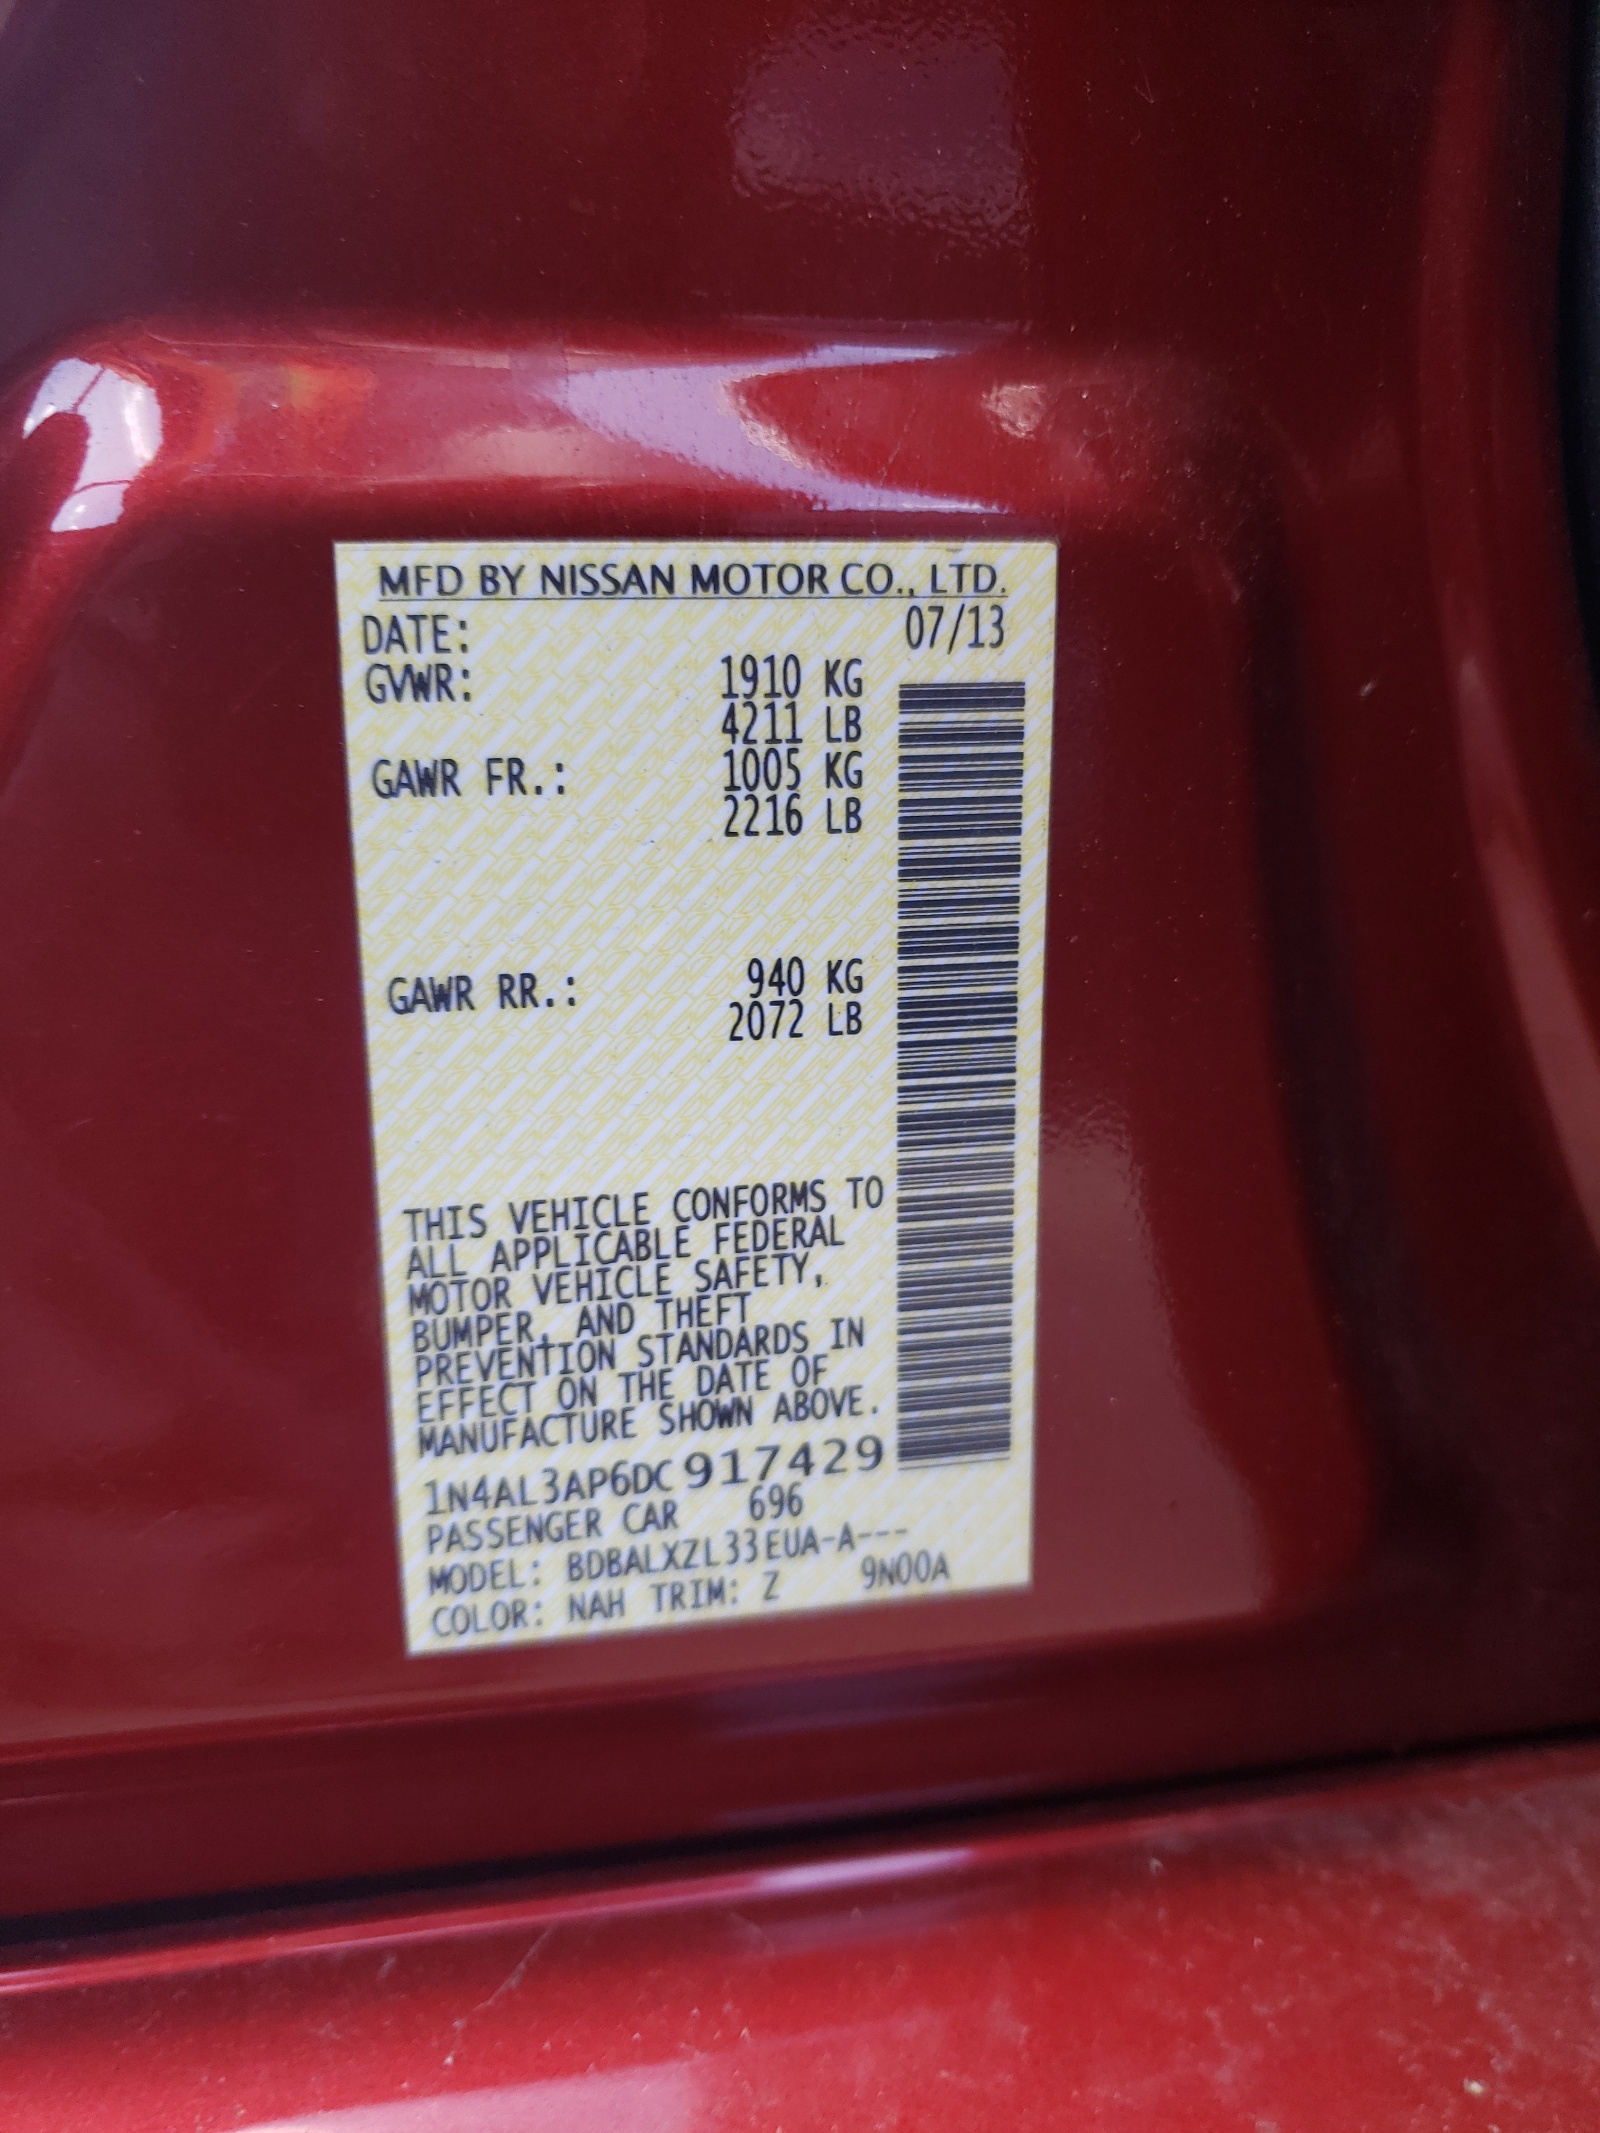 MFD BY NISSAN MOTOR CO., LTD.
DATE: 07/13
GVWR: 1910 KG
4211 LB
GAWR FR.: 1005 KG
2216 LB
GAWR RR.: 940 KG
2072 LB
THIS VEHICLE CONFORMS TO
ALL APPLICABLE FEDERAL
MOTOR VEHICLE SAFETY,
BUMPER, AND THEFT
PREVENTION STANDARDS IN
EFFECT ON THE DATE OF
MANUFACTURE SHOWN ABOVE.
1N4AL3AP6DC917429
PASSENGER CAR 696
MODEL: BDBALXZL33EUA-A---
COLOR: NAH TRIM: Z 9N00A